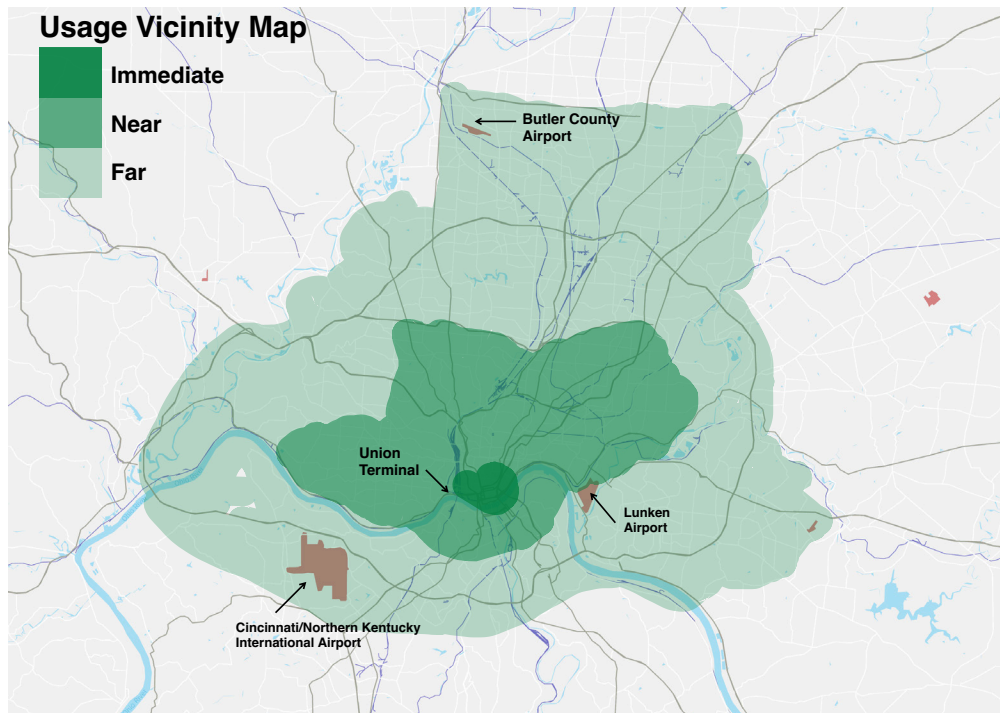 Usage Vicinity Map
Immediate
Near
Far
Butler County
Airport
Union
Terminal
Lunken
Airport
Cincinnati/Northern Kentucky
International Airport